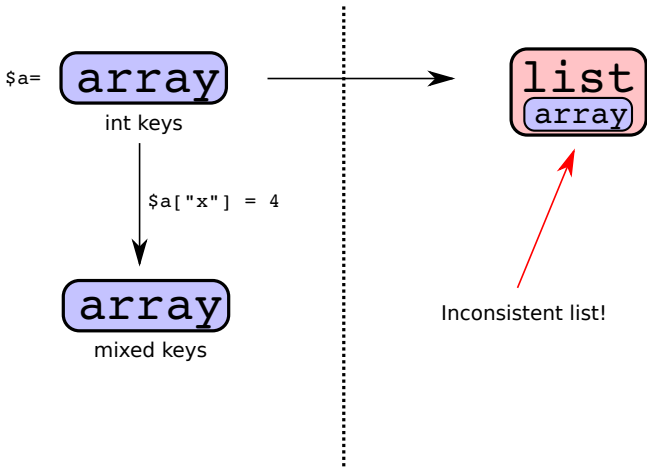 $a=
array
int keys
$a["x"] = 4
array
mixed keys
list
array
Inconsistent list!